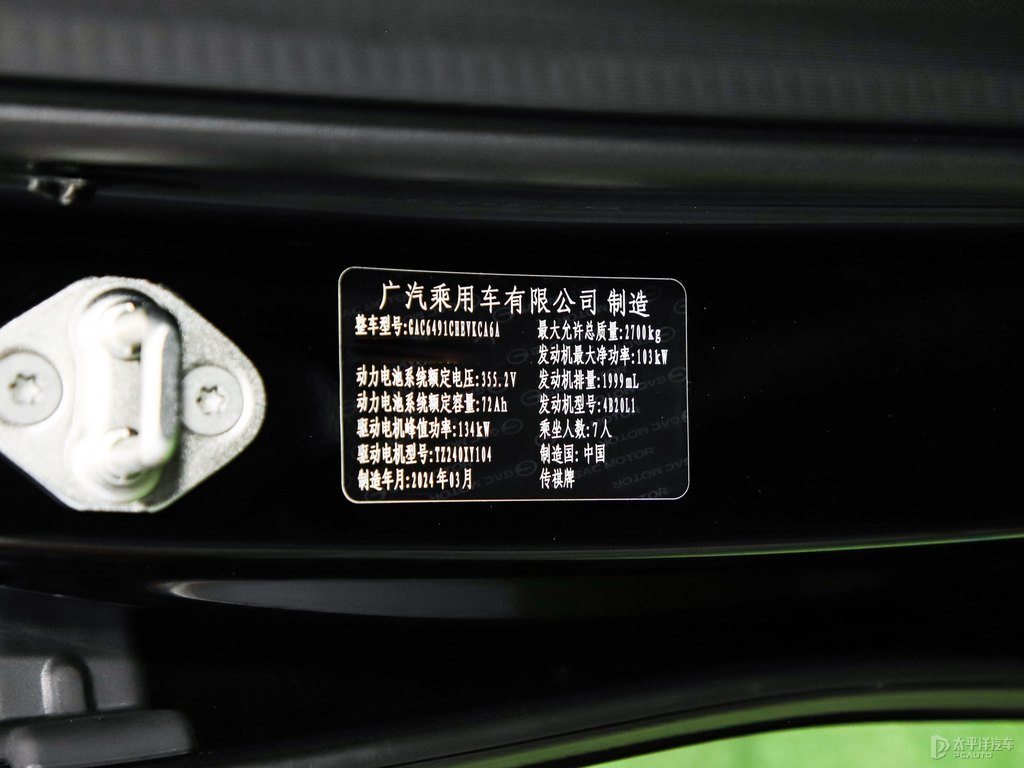 广汽乘用车有限公司 制造
整车型号:GAC6491CHEVKCA6A
最大允许总质量:2700kg
发动机最大净功率:103kW
动力电池系统额定电压:355.2V
发动机排量:1999mL
动力电池系统额定容量:72Ah
发动机型号:4B20L1
驱动电机峰值功率:134kW
乘坐人数:7人
驱动电机型号:TZ240XY104
制造国:中国
制造年月:2024年03月
传祺牌
GAC MOTOR
太平洋汽车
PCAUTO